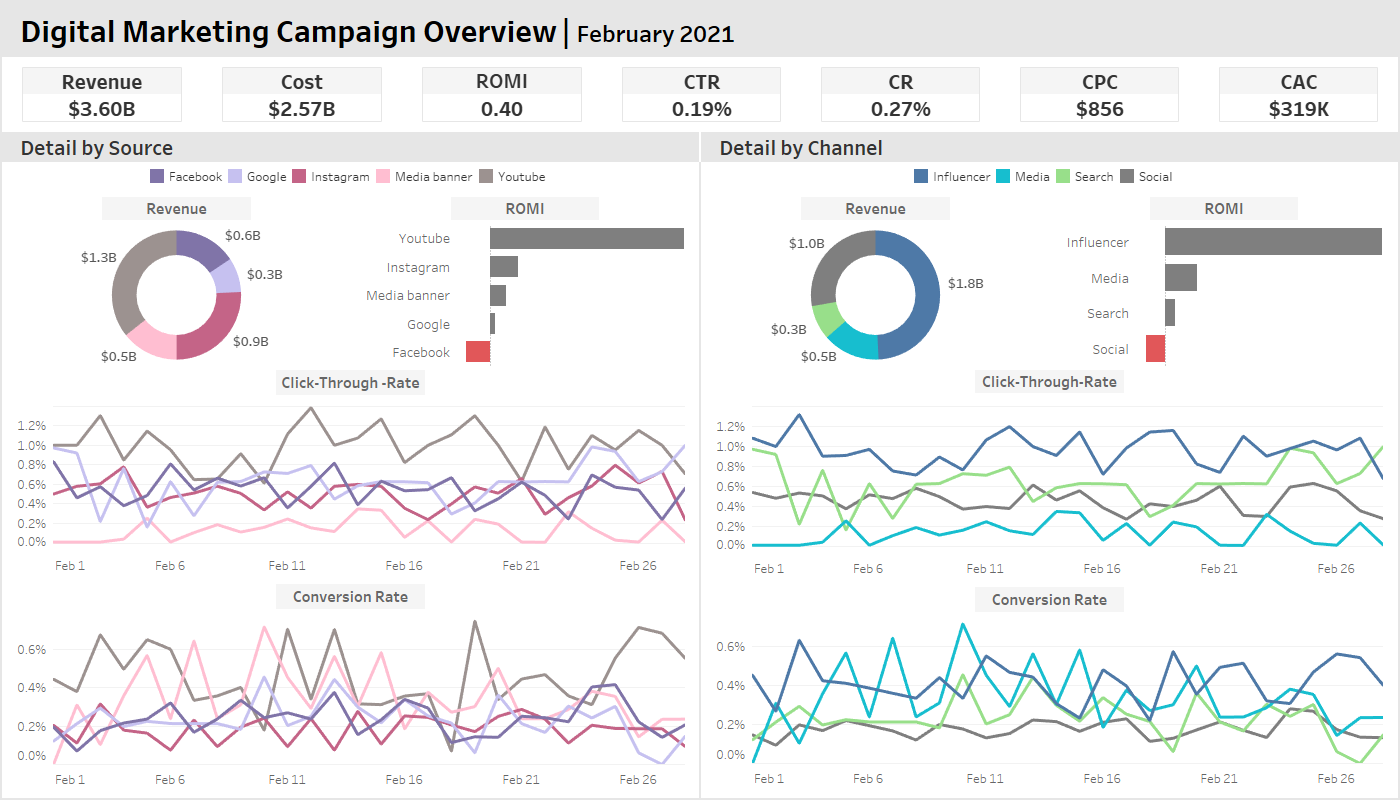 Digital Marketing Campaign Overview | February 2021
Revenue Cost ROMI CTR CR CPC CAC
$3.60B $2.57B 0.40 0.19% 0.27% $856 $319K
Detail by Source
Facebook Google Instagram Media banner Youtube
Revenue ROMI
$0.6B
$0.3B
$0.9B
$0.5B
$1.3B
Youtube
Instagram
Media banner
Google
Facebook
Click-Through -Rate
1.2%
1.0%
0.8%
0.6%
0.4%
0.2%
0.0%
Feb 1 Feb 6 Feb 11 Feb 16 Feb 21 Feb 26
Conversion Rate
0.6%
0.4%
0.2%
0.0%
Feb 1 Feb 6 Feb 11 Feb 16 Feb 21 Feb 26
Detail by Channel
Influencer Media Search Social
Revenue ROMI
$1.0B
$1.8B
$0.3B
$0.5B
Influencer
Media
Search
Social
Click-Through-Rate
1.2%
1.0%
0.8%
0.6%
0.4%
0.2%
0.0%
Feb 1 Feb 6 Feb 11 Feb 16 Feb 21 Feb 26
Conversion Rate
0.6%
0.4%
0.2%
0.0%
Feb 1 Feb 6 Feb 11 Feb 16 Feb 21 Feb 26